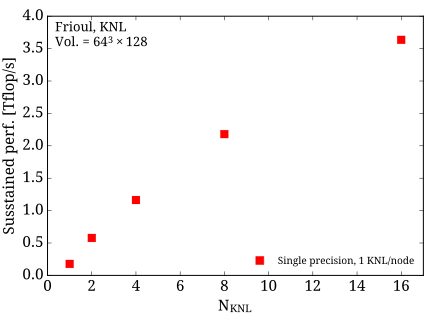 Frioul, KNL
Vol. = 64³ × 128
Susstained perf. [Tflop/s]
4.0
3.5
3.0
2.5
2.0
1.5
1.0
0.5
0.0
0 2 4 6 8 10 12 14 16
N_KNL
Single precision, 1 KNL/node